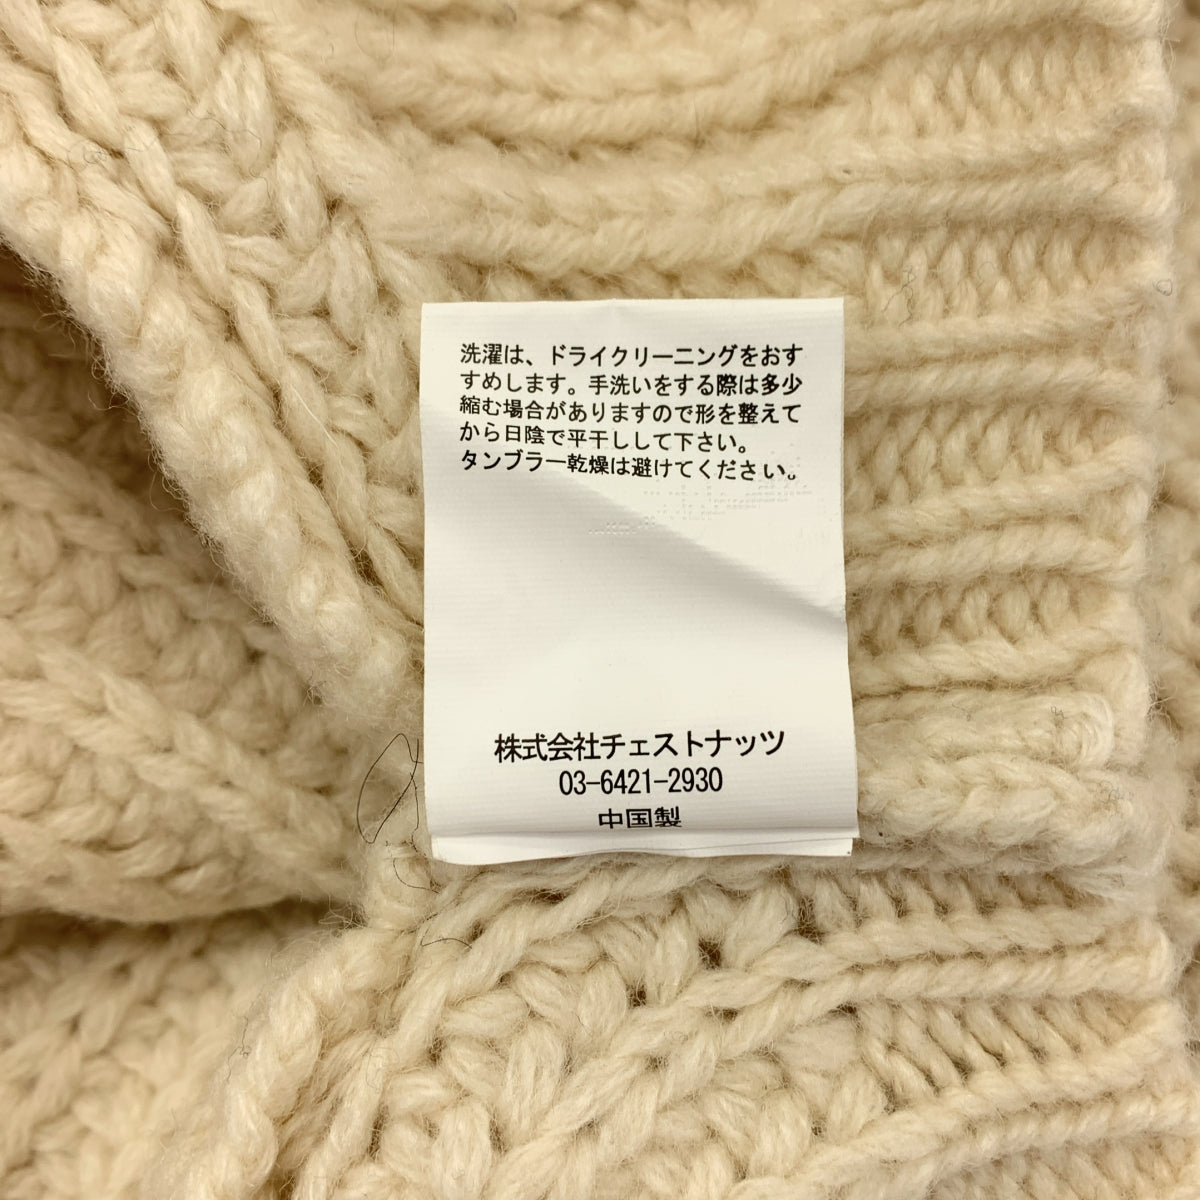 洗濯は、ドライクリーニングをおす
すめします。手洗いをする際は多少
縮む場合がありますので形を整えて
から日陰で平干しして下さい。
タンブラー乾燥は避けてください。
株式会社チェストナッツ
03-6421-2930
中国製